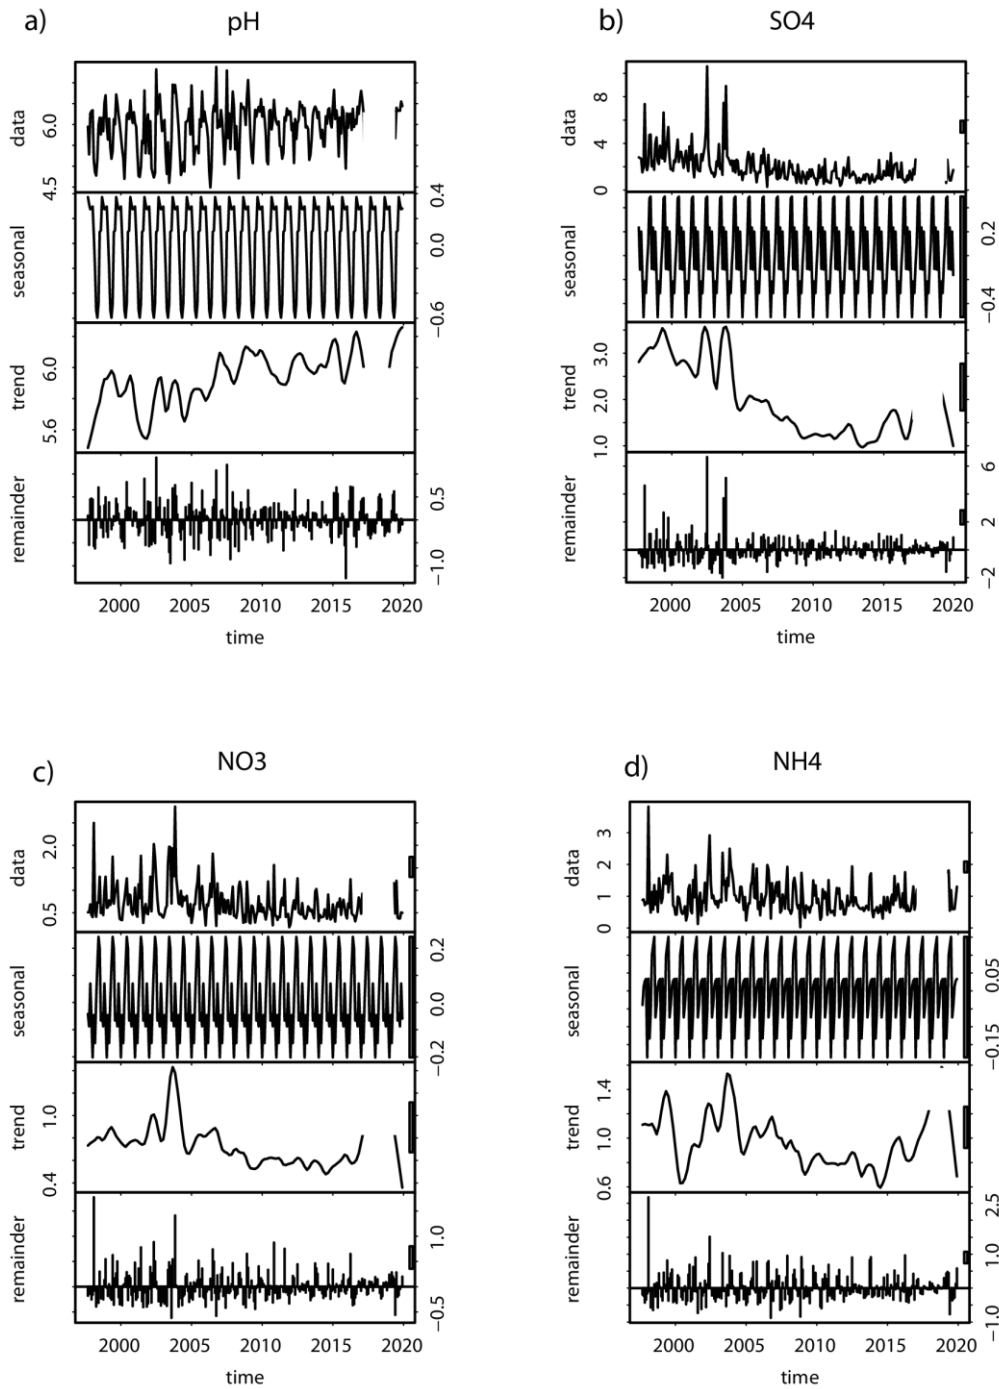 a) pH
data
4.5 6.0
seasonal
−0.6 0.0 0.4
trend
5.6 6.0
remainder
−1.0 0.5
2000 2005 2010 2015 2020
time
b) SO4
data
0 4 8
seasonal
−0.4 0.2
trend
1.0 2.0 3.0
remainder
−2 2 6
2000 2005 2010 2015 2020
time
c) NO3
data
0.5 2.0
seasonal
−0.2 0.0 0.2
trend
0.4 1.0
remainder
−0.5 1.0
2000 2005 2010 2015 2020
time
d) NH4
data
0 1 2 3
seasonal
−0.15 0.05
trend
0.6 1.0 1.4
remainder
−1.0 1.0 2.5
2000 2005 2010 2015 2020
time